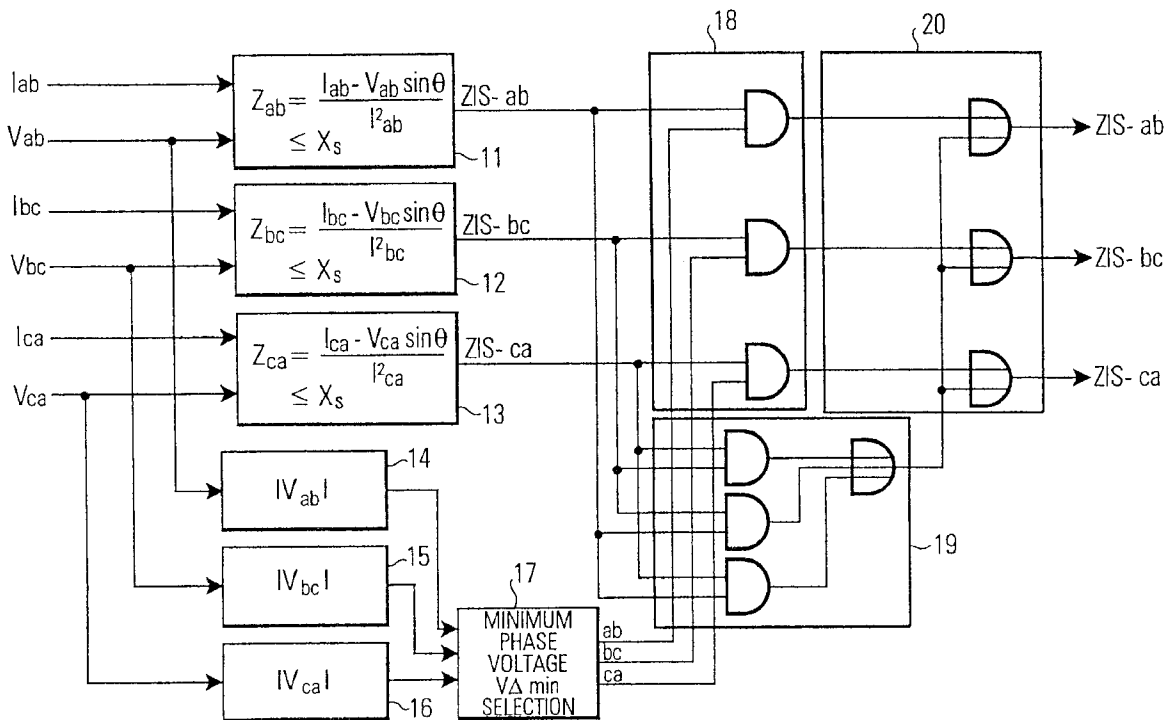 18
20
Iab
Zab = Iab - Vab sinθ / I²ab
≤ Xs
ZIS- ab
11
Vab
ZIS- ab
Ibc
Zbc = Ibc - Vbc sinθ / I²bc
≤ Xs
ZIS- bc
12
Vbc
ZIS- bc
Ica
Zca = Ica - Vca sinθ / I²ca
≤ Xs
ZIS- ca
13
Vca
ZIS- ca
14
|Vab|
15
|Vbc|
16
|Vca|
17
MINIMUM
PHASE
VOLTAGE
VΔ min
SELECTION
ab
bc
ca
19